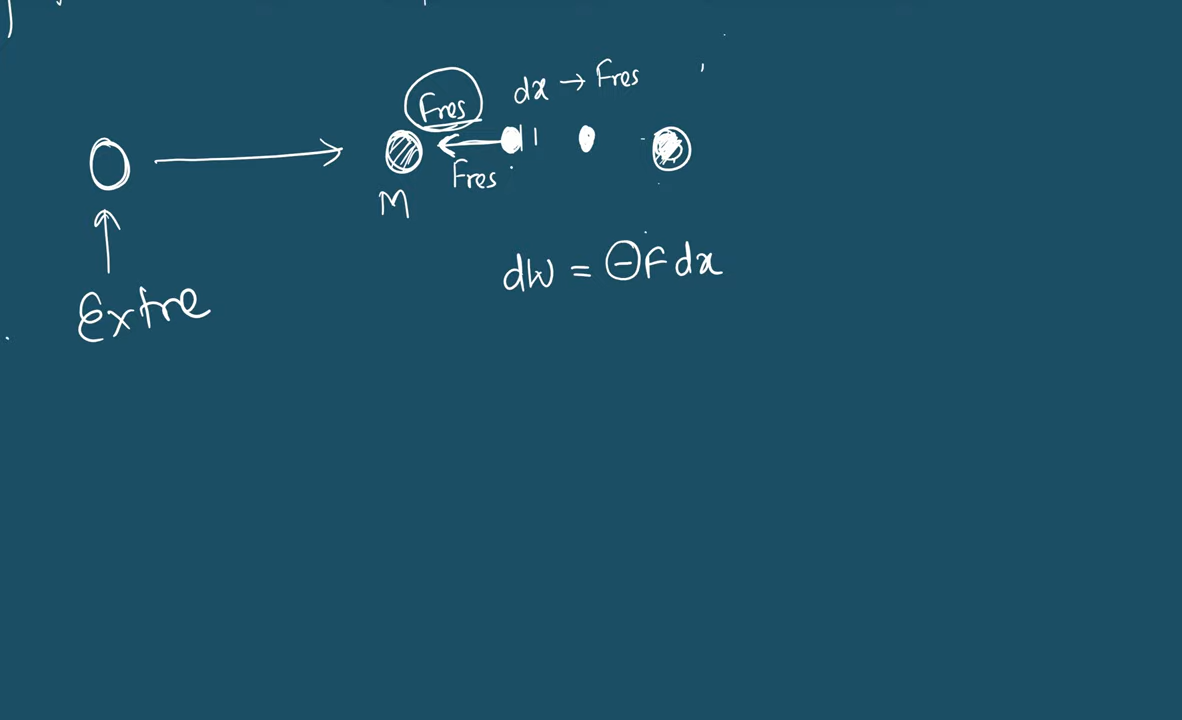 dx → Fres
Fres
Fres
M
dW = ⊖F dx
Extre